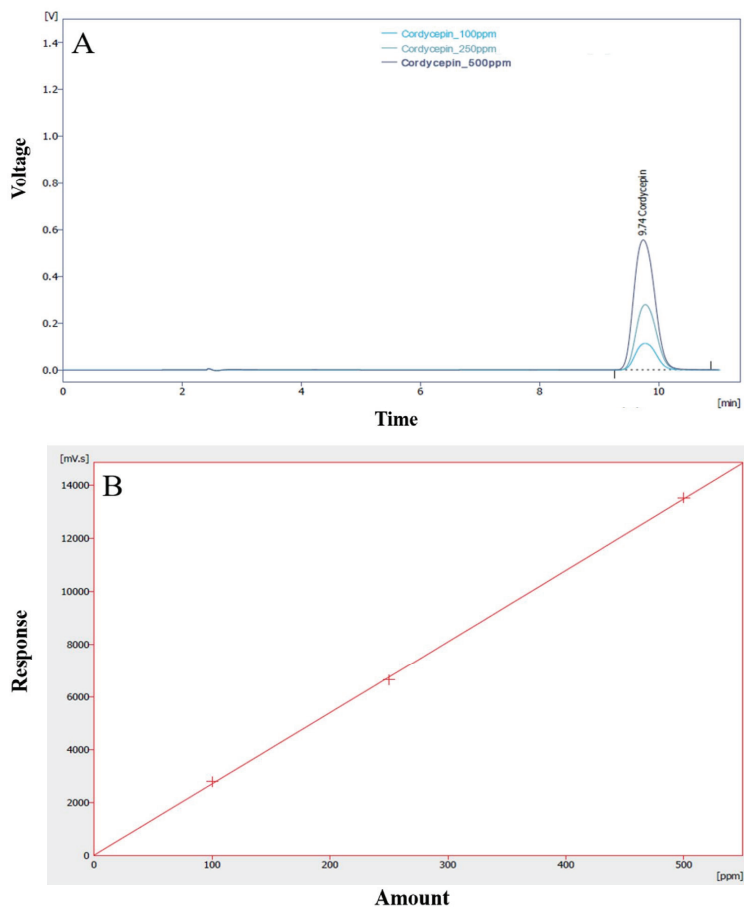 [V]
A
Cordycepin_100ppm
Cordycepin_250ppm
Cordycepin_500ppm
1.4
1.2
1.0
0.8
0.6
0.4
0.2
0.0
Voltage
9.74 Cordycepin
0 2 4 6 8 10
[min]
Time
[mV.s]
B
14000
12000
10000
8000
6000
4000
2000
0
Response
0 100 200 300 400 500
[ppm]
Amount